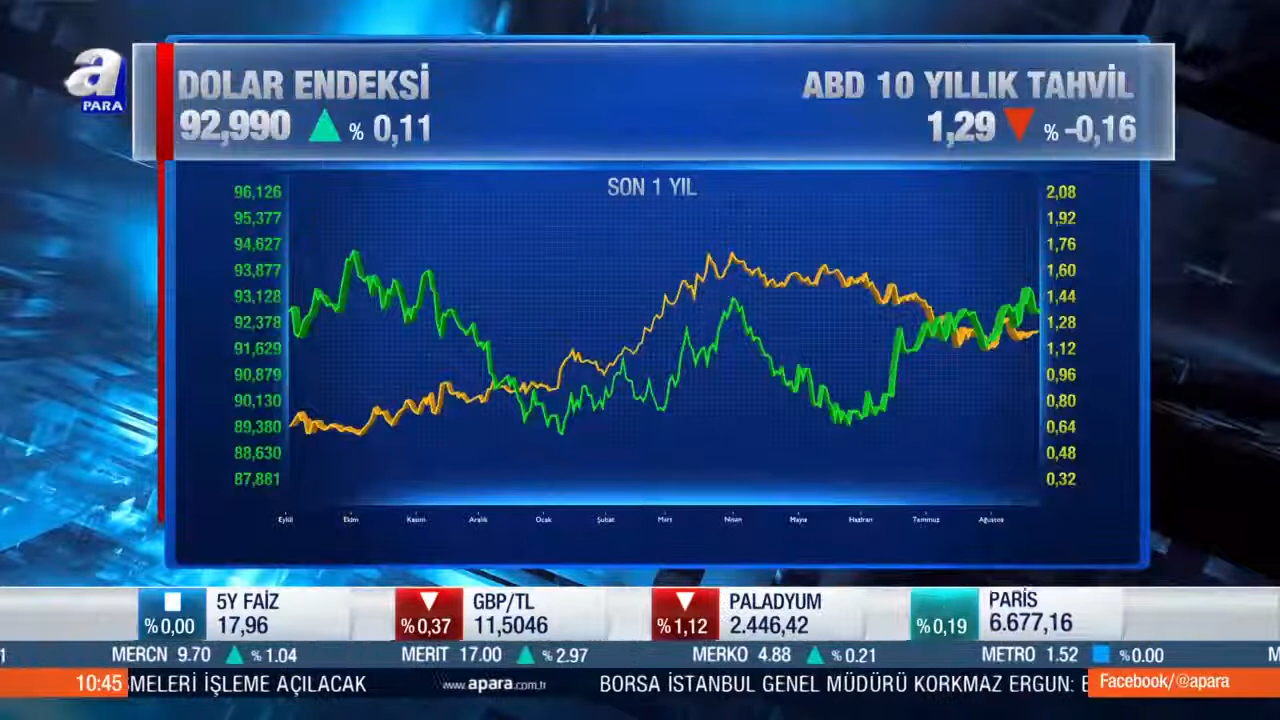 a
PARA
DOLAR ENDEKSİ
92,990 % 0,11
ABD 10 YILLIK TAHVİL
1,29 % -0,16
SON 1 YIL
96,126
95,377
94,627
93,877
93,128
92,378
91,629
90,879
90,130
89,380
88,630
87,881
2,08
1,92
1,76
1,60
1,44
1,28
1,12
0,96
0,80
0,64
0,48
0,32
Eylül Ekim Kasım Aralık Ocak Şubat Mart Nisan Mayıs Haziran Temmuz Ağustos
% 0,00 5Y FAİZ 17,96
% 0,37 GBP/TL 11,5046
% 1,12 PALADYUM 2.446,42
% 0,19 PARİS 6.677,16
1 MERCN 9.70 % 1.04 MERIT 17.00 % 2.97 MERKO 4.88 % 0.21 METRO 1.52 % 0.00 M
10:45 ŞMELERİ İŞLEME AÇILACAK www.apara.com.tr BORSA İSTANBUL GENEL MÜDÜRÜ KORKMAZ ERGUN: E Facebook/@apara